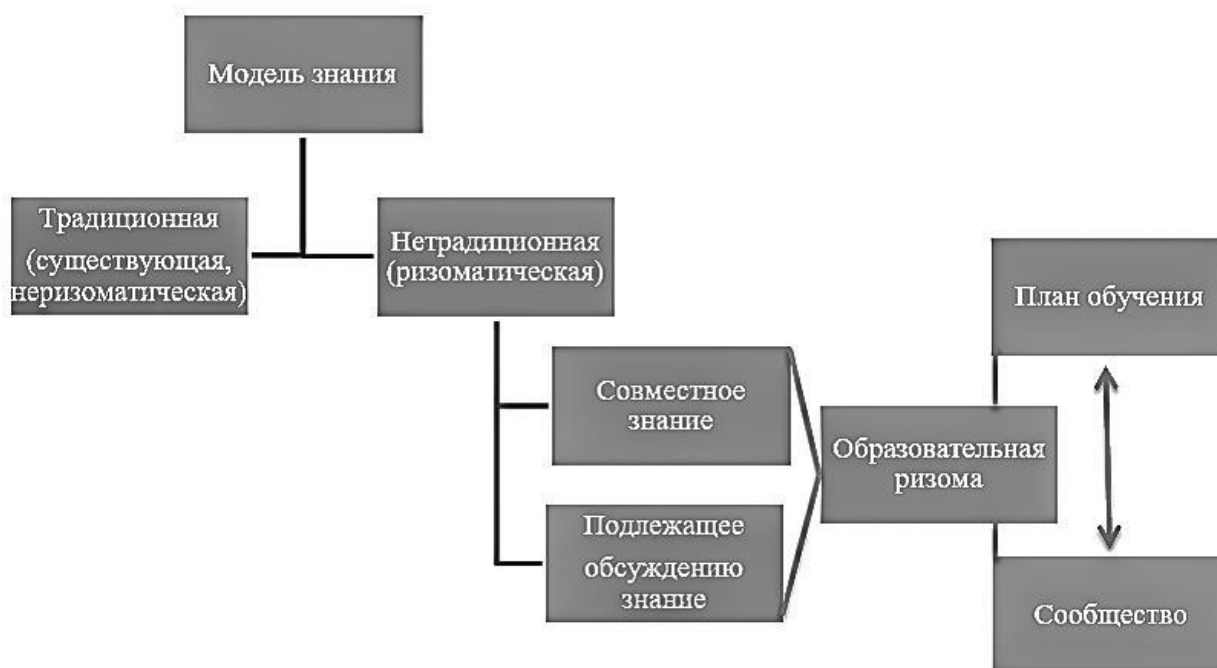 Модель знания
Традиционная
(существующая,
неризоматическая)
Нетрадиционная
(ризоматическая)
План обучения
Совместное
знание
Образовательная
ризома
Подлежащее
обсуждению
знание
Сообщество